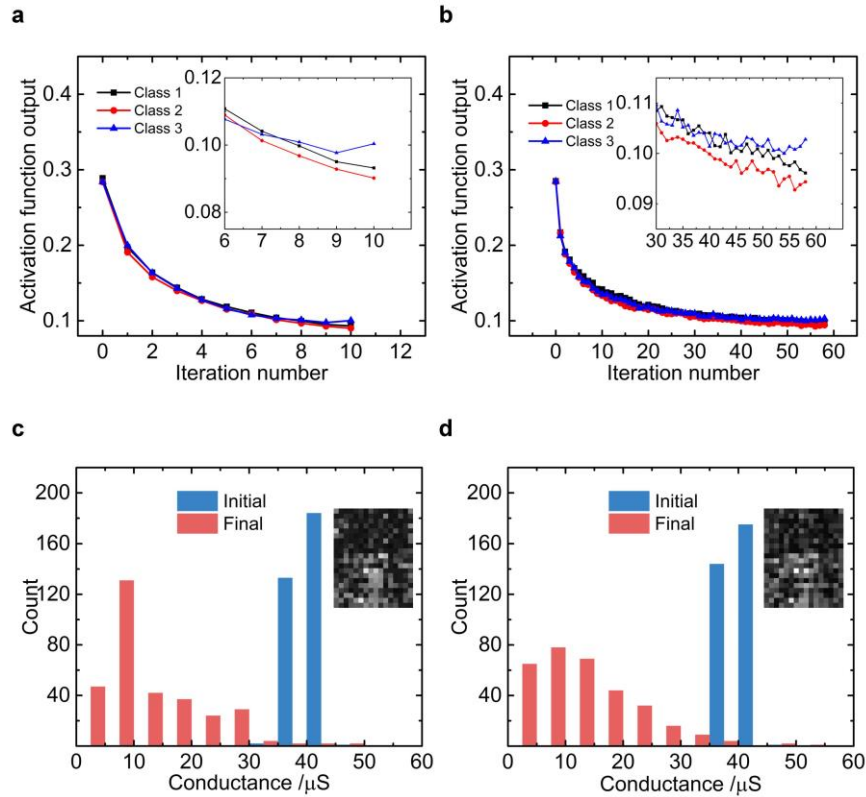 a
Activation function output
0.4
0.3
0.2
0.1
Class 1
Class 2
Class 3
0.12
0.10
0.08
6 7 8 9 10
0 2 4 6 8 10 12
Iteration number
b
Activation function output
0.4
0.3
0.2
0.1
Class 1
Class 2
Class 3
0.11
0.10
0.09
30 35 40 45 50 55 60
0 10 20 30 40 50 60
Iteration number
c
Count
200
160
120
80
40
Initial
Final
0 10 20 30 40 50 60
Conductance /μS
d
Count
200
160
120
80
40
Initial
Final
0 10 20 30 40 50 60
Conductance /μS